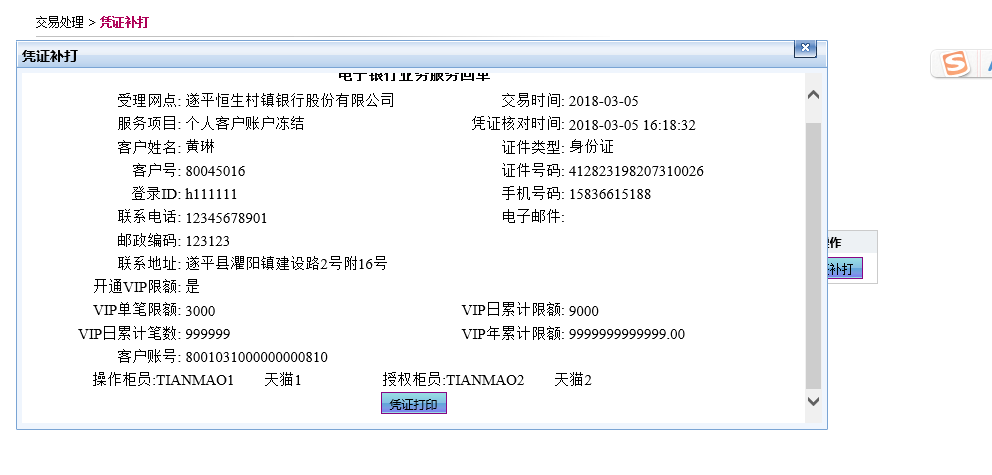 交易处理 > 凭证补打
凭证补打
电子银行业务服务回单
受理网点: 遂平恒生村镇银行股份有限公司 交易时间: 2018-03-05
服务项目: 个人客户账户冻结 凭证核对时间: 2018-03-05 16:18:32
客户姓名: 黄琳 证件类型: 身份证
客户号: 80045016 证件号码: 412823198207310026
登录ID: h111111 手机号码: 15836615188
联系电话: 12345678901 电子邮件:
邮政编码: 123123
操作
联系地址: 遂平县灈阳镇建设路2号附16号
补打
开通VIP限额: 是
VIP单笔限额: 3000 VIP日累计限额: 9000
VIP日累计笔数: 999999 VIP年累计限额: 9999999999999.00
客户账号: 8001031000000000810
操作柜员:TIANMAO1 天猫1 授权柜员:TIANMAO2 天猫2
凭证打印